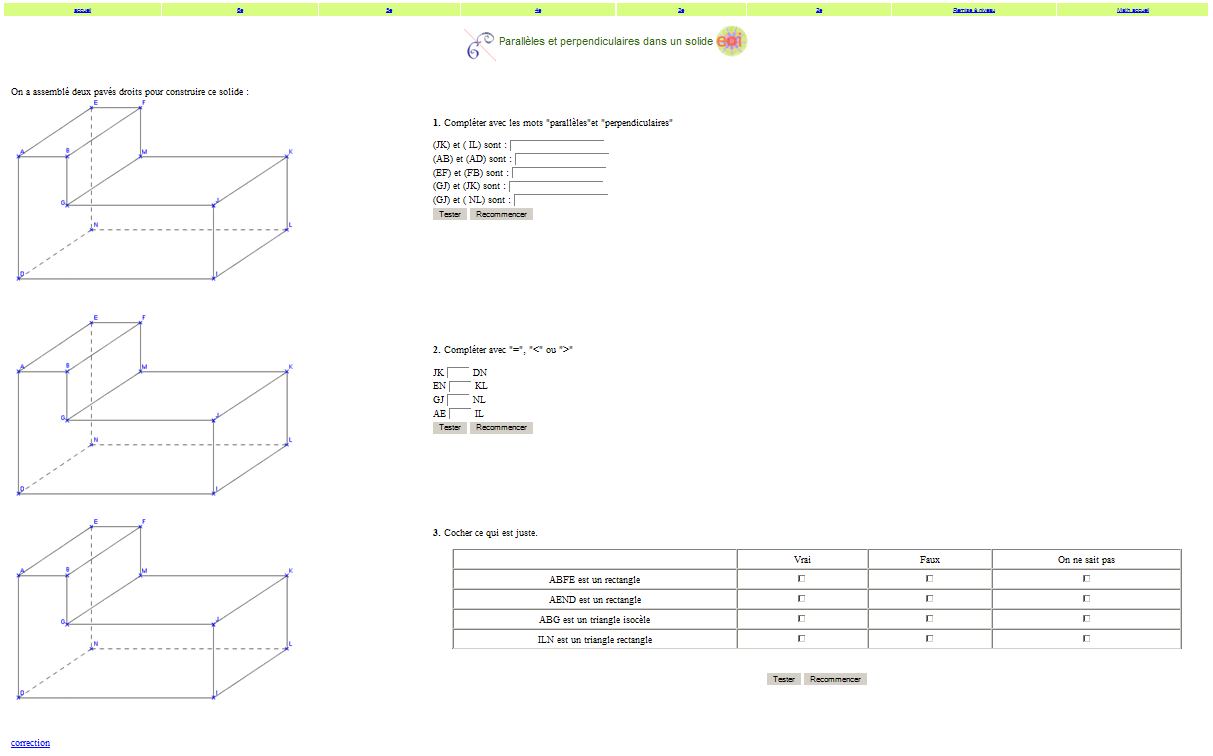 accueil 6e 5e 4e 3e 2e Remise à niveau Math accueil
Parallèles et perpendiculaires dans un solide
On a assemblé deux pavés droits pour construire ce solide :
E F
A B M K
G J
N L
D I
1. Compléter avec les mots "parallèles"et "perpendiculaires"
(JK) et ( IL) sont :
(AB) et (AD) sont :
(EF) et (FB) sont :
(GJ) et (JK) sont :
(GJ) et ( NL) sont :
Tester Recommencer
E F
A B M K
G J
N L
D I
2. Compléter avec "=", "<" ou ">"
JK DN
EN KL
GJ NL
AE IL
Tester Recommencer
E F
A B M K
G J
N L
D I
3. Cocher ce qui est juste.
Vrai Faux On ne sait pas
ABFE est un rectangle
AEND est un rectangle
ABG est un triangle isocèle
ILN est un triangle rectangle
Tester Recommencer
correction